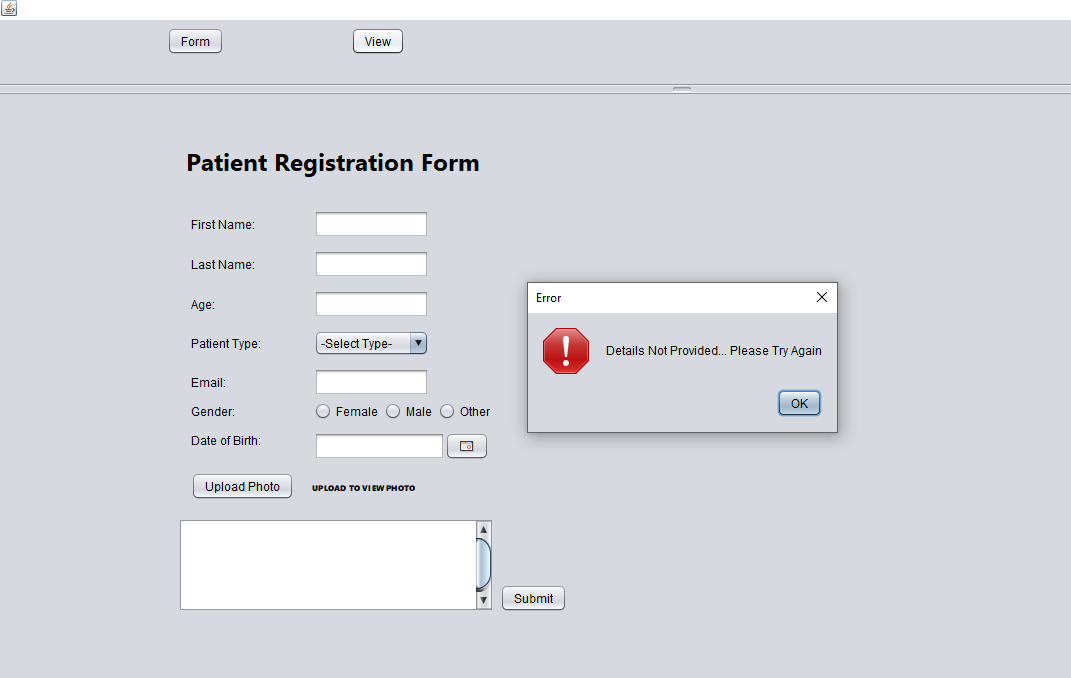 Form
View
Patient Registration Form
First Name:
Last Name:
Age:
Patient Type:
-Select Type-
Email:
Gender:
Female
Male
Other
Date of Birth:
Upload Photo
UPLOAD TO VIEW PHOTO
Submit
Error
Details Not Provided... Please Try Again
OK